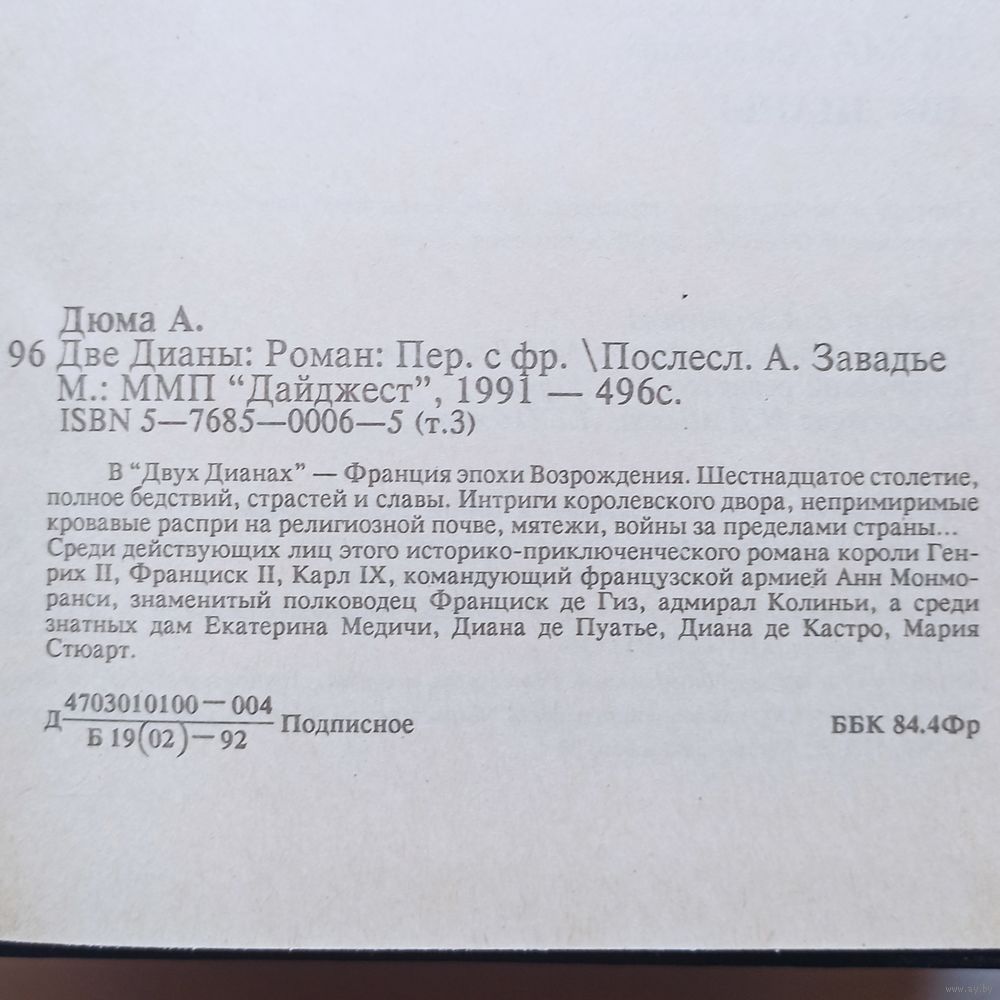 Дюма А.
96 Две Дианы: Роман: Пер. с фр. \Послесл. А. Завадье
М.: ММП “Дайджест”, 1991 — 496с.
ISBN 5—7685—0006—5 (т.3)
В “Двух Дианах” — Франция эпохи Возрождения. Шестнадцатое столетие,
полное бедствий, страстей и славы. Интриги королевского двора, непримиримые
кровавые распри на религиозной почве, мятежи, войны за пределами страны...
Среди действующих лиц этого историко-приключенческого романа короли Ген-
рих II, Франциск II, Карл IX, командующий французской армией Анн Монмо-
ранси, знаменитый полководец Франциск де Гиз, адмирал Колиньи, а среди
знатных дам Екатерина Медичи, Диана де Пуатье, Диана де Кастро, Мария
Стюарт.
4703010100—004
Д Подписное ББК 84.4Фр
Б 19(02)—92
www.ay.by